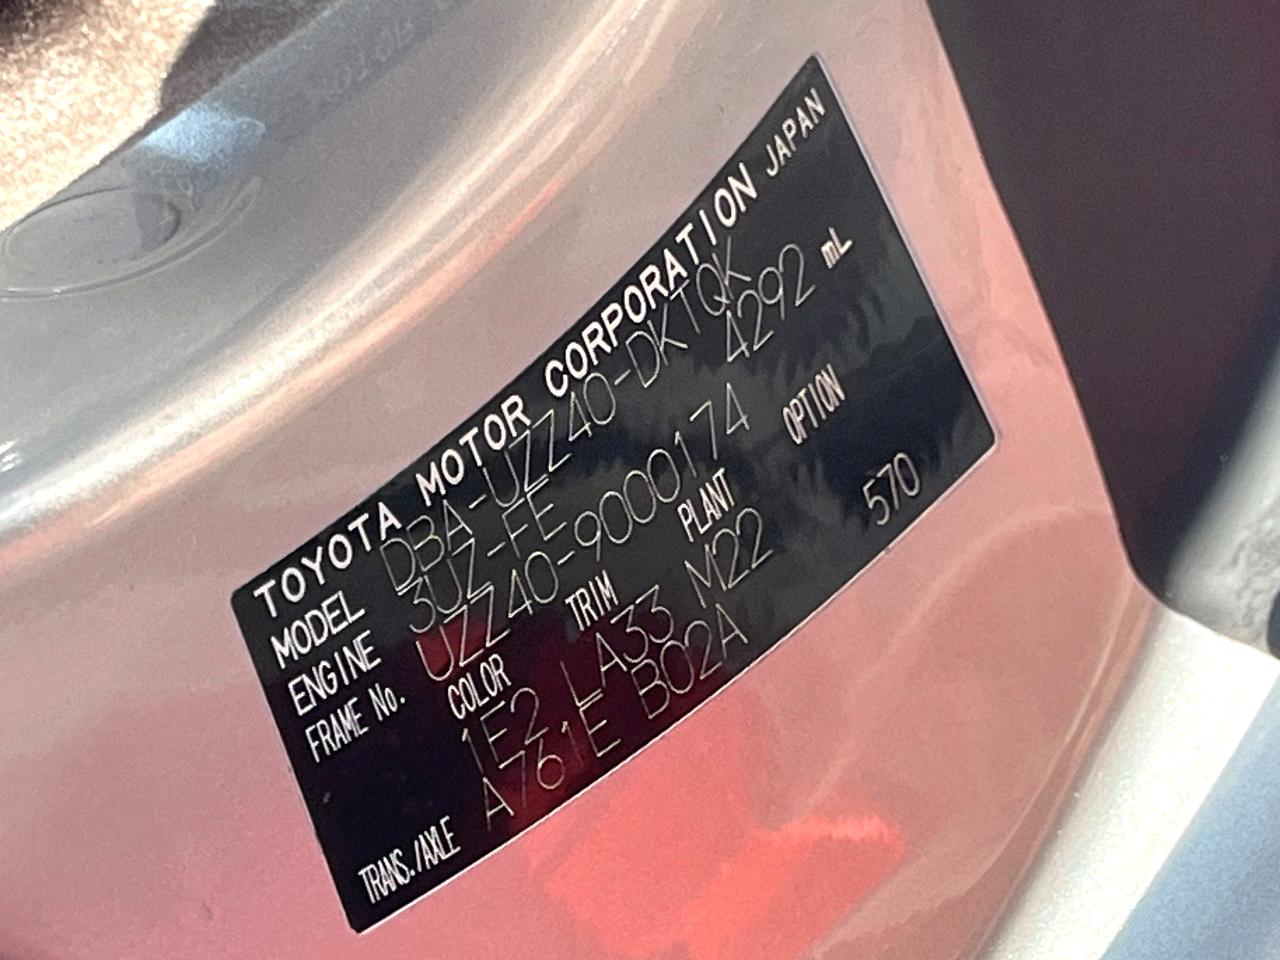 TOYOTA MOTOR CORPORATION JAPAN
MODEL DBA-UZZ40-DKTQK
ENGINE 3UZ-FE 4292 mL
FRAME No. UZZ40-9000174
COLOR TRIM PLANT OPTION
1E2 LA33 M22 570
TRANS./AXLE A761E B02A